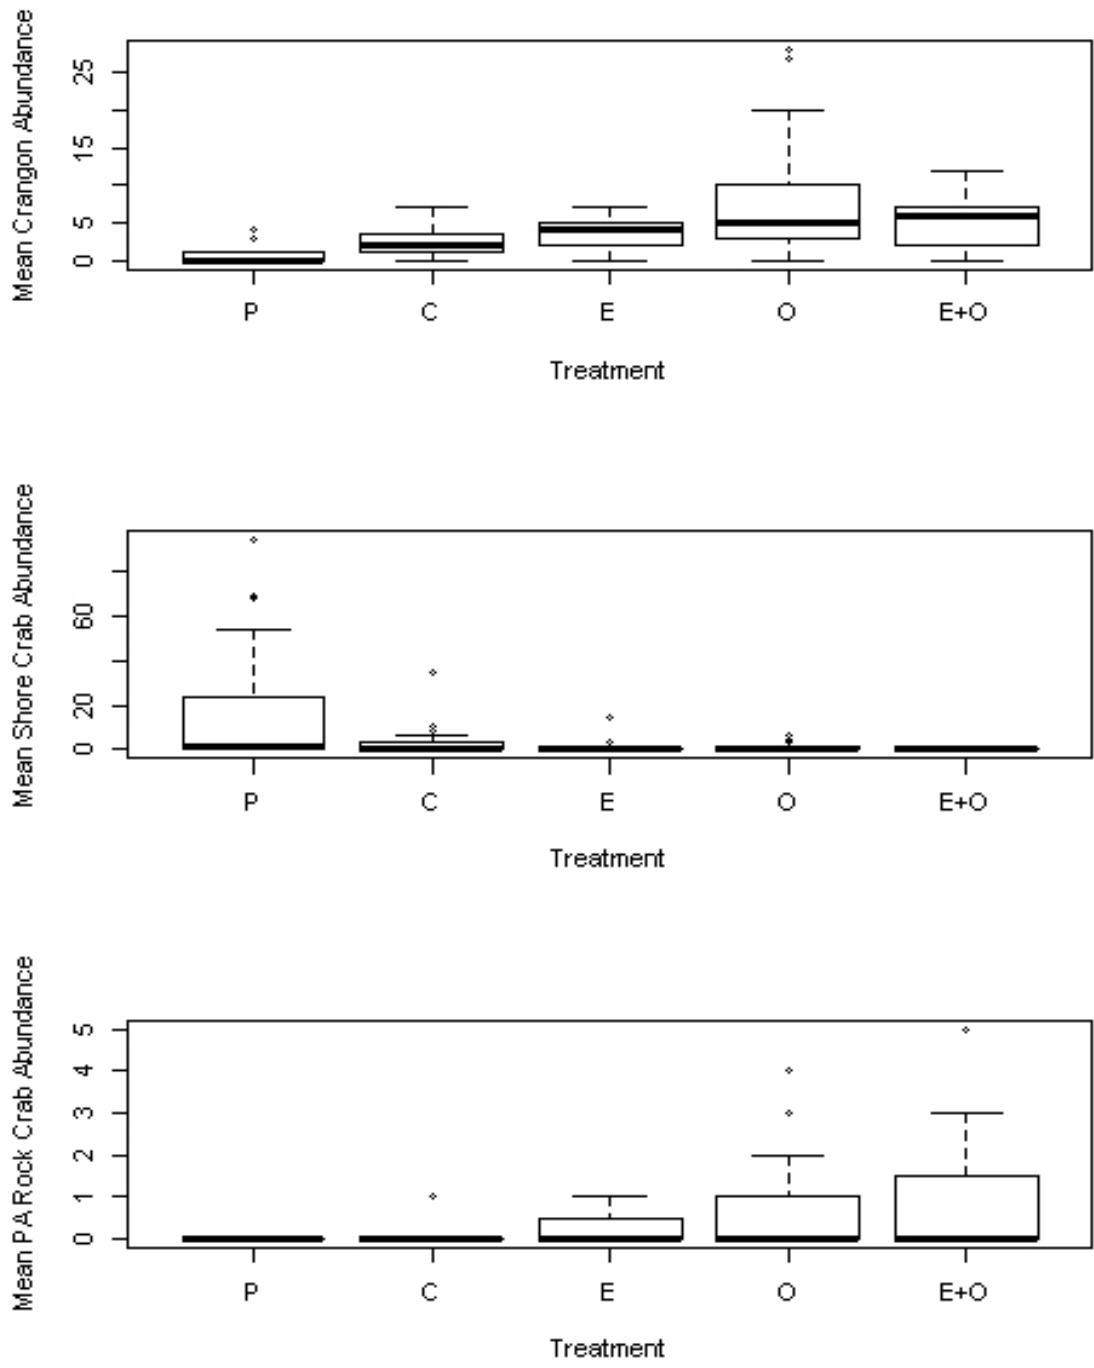 Mean Crangon Abundance
25
15
5
0
P C E O E+O
Treatment
Mean Shore Crab Abundance
60
20
0
P C E O E+O
Treatment
Mean PA Rock Crab Abundance
5
4
3
2
1
0
P C E O E+O
Treatment